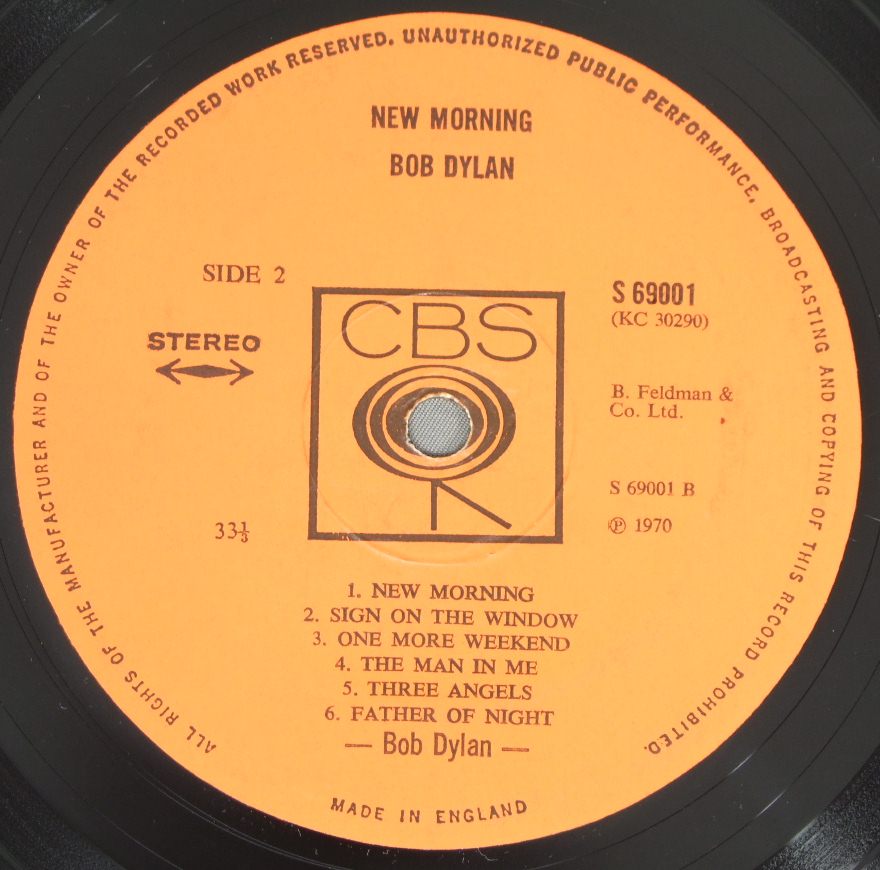 ALL RIGHTS OF THE MANUFACTURER AND OF THE OWNER OF THE RECORDED WORK RESERVED. UNAUTHORIZED PUBLIC PERFORMANCE, BROADCASTING AND COPYING OF THIS RECORD PROHIBITED.
NEW MORNING
BOB DYLAN
SIDE 2
STEREO
33⅓
CBS
S 69001
(KC 30290)
B. Feldman &
Co. Ltd.
S 69001 B
℗ 1970
1. NEW MORNING
2. SIGN ON THE WINDOW
3. ONE MORE WEEKEND
4. THE MAN IN ME
5. THREE ANGELS
6. FATHER OF NIGHT
— Bob Dylan —
MADE IN ENGLAND